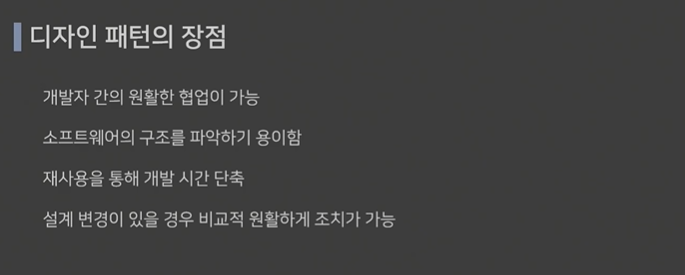 디자인 패턴의 장점
개발자 간의 원활한 협업이 가능
소프트웨어의 구조를 파악하기 용이함
재사용을 통해 개발 시간 단축
설계 변경이 있을 경우 비교적 원활하게 조치가 가능